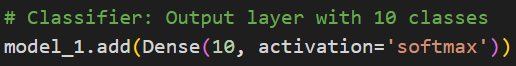 # Classifier: Output layer with 10 classes
model_1.add(Dense(10, activation='softmax'))